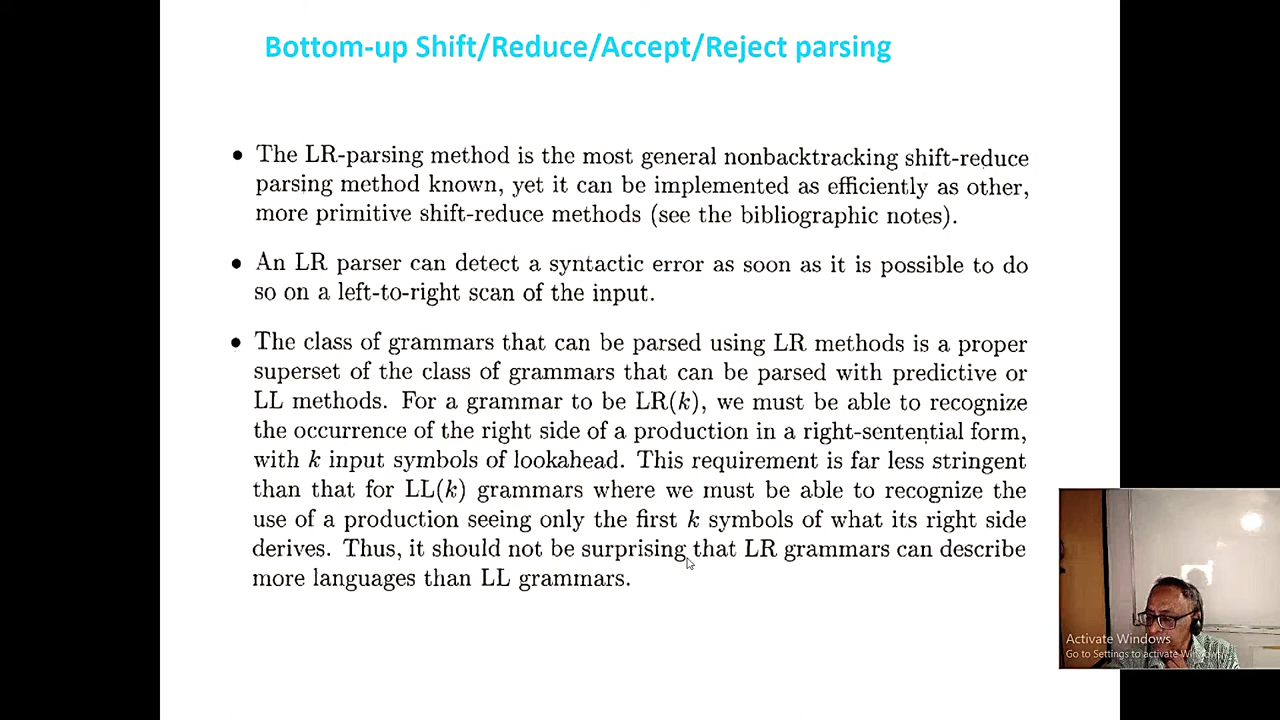 Bottom-up Shift/Reduce/Accept/Reject parsing
• The LR-parsing method is the most general nonbacktracking shift-reduce
parsing method known, yet it can be implemented as efficiently as other,
more primitive shift-reduce methods (see the bibliographic notes).
• An LR parser can detect a syntactic error as soon as it is possible to do
so on a left-to-right scan of the input.
• The class of grammars that can be parsed using LR methods is a proper
superset of the class of grammars that can be parsed with predictive or
LL methods. For a grammar to be LR(k), we must be able to recognize
the occurrence of the right side of a production in a right-sentential form,
with k input symbols of lookahead. This requirement is far less stringent
than that for LL(k) grammars where we must be able to recognize the
use of a production seeing only the first k symbols of what its right side
derives. Thus, it should not be surprising that LR grammars can describe
more languages than LL grammars.
Activate Windows
Go to Settings to activate Windows.